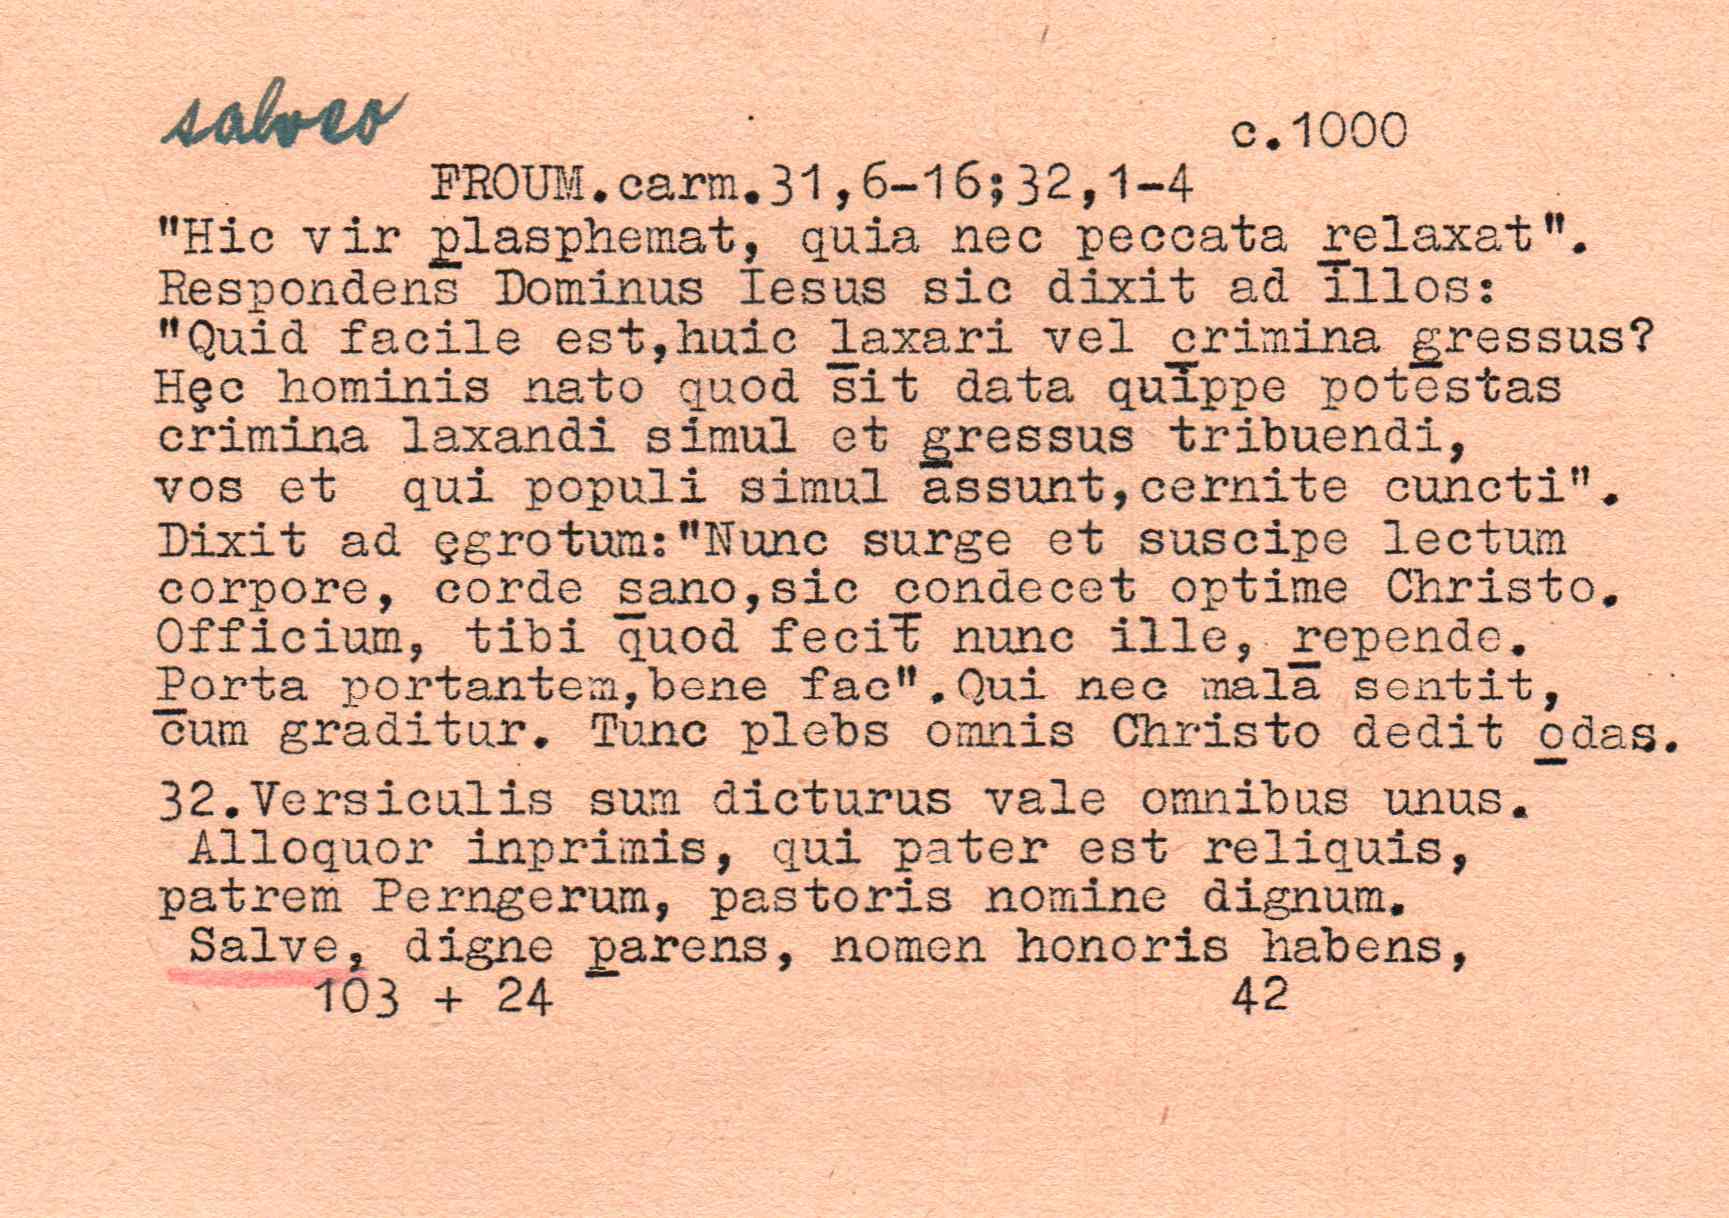 salveo
c.1000
FROUM.carm.31,6-16;32,1-4
"Hic vir plasphemat, quia nec peccata relaxat".
Respondens Dominus Iesus sic dixit ad illos:
"Quid facile est,huic laxari vel crimina gressus?
Hęc hominis nato quod sit data quippe potestas
crimina laxandi simul et gressus tribuendi,
vos et qui populi simul assunt,cernite cuncti".
Dixit ad ęgrotum:"Nunc surge et suscipe lectum
corpore, corde sano,sic condecet optime Christo.
Officium, tibi quod fecit nunc ille, repende.
Porta portantem,bene fac".Qui nec mala sentit,
cum graditur. Tunc plebs omnis Christo dedit odas.
32.Versiculis sum dicturus vale omnibus unus.
Alloquor inprimis, qui pater est reliquis,
patrem Perngerum, pastoris nomine dignum.
Salve, digne parens, nomen honoris habens,
103 + 24 42